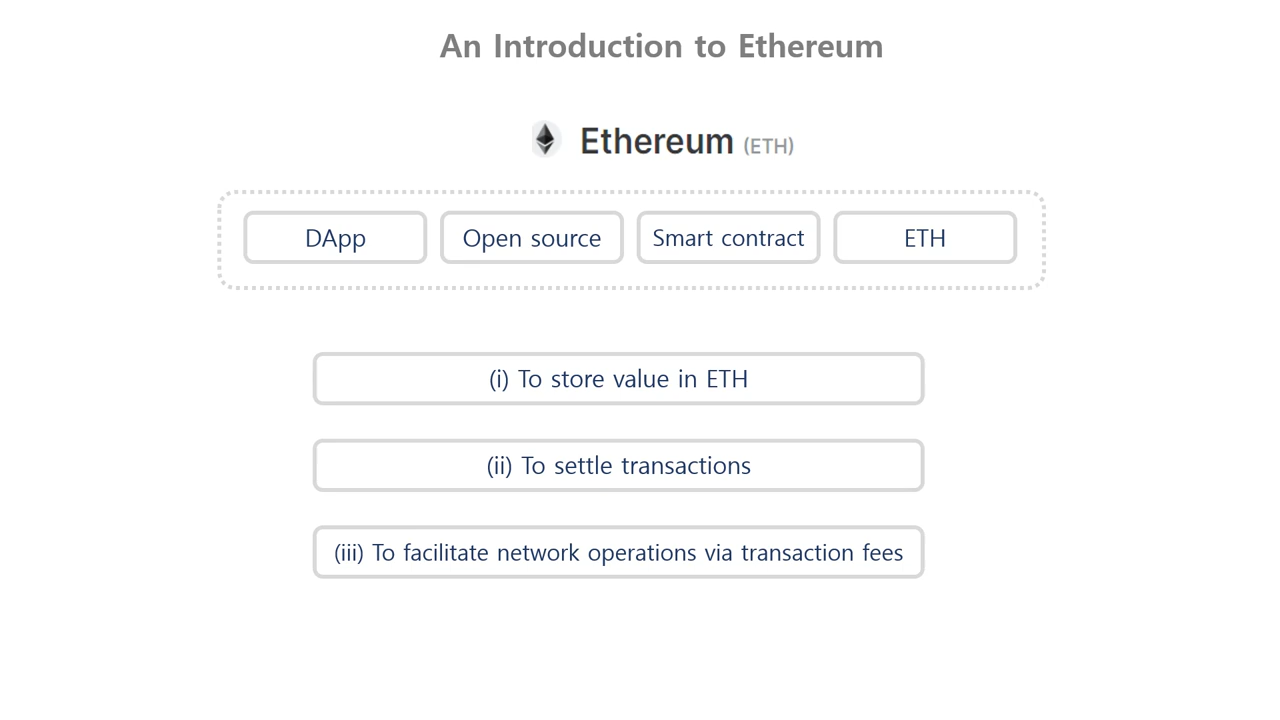 An Introduction to Ethereum
Ethereum (ETH)
DApp
Open source
Smart contract
ETH
(i) To store value in ETH
(ii) To settle transactions
(iii) To facilitate network operations via transaction fees